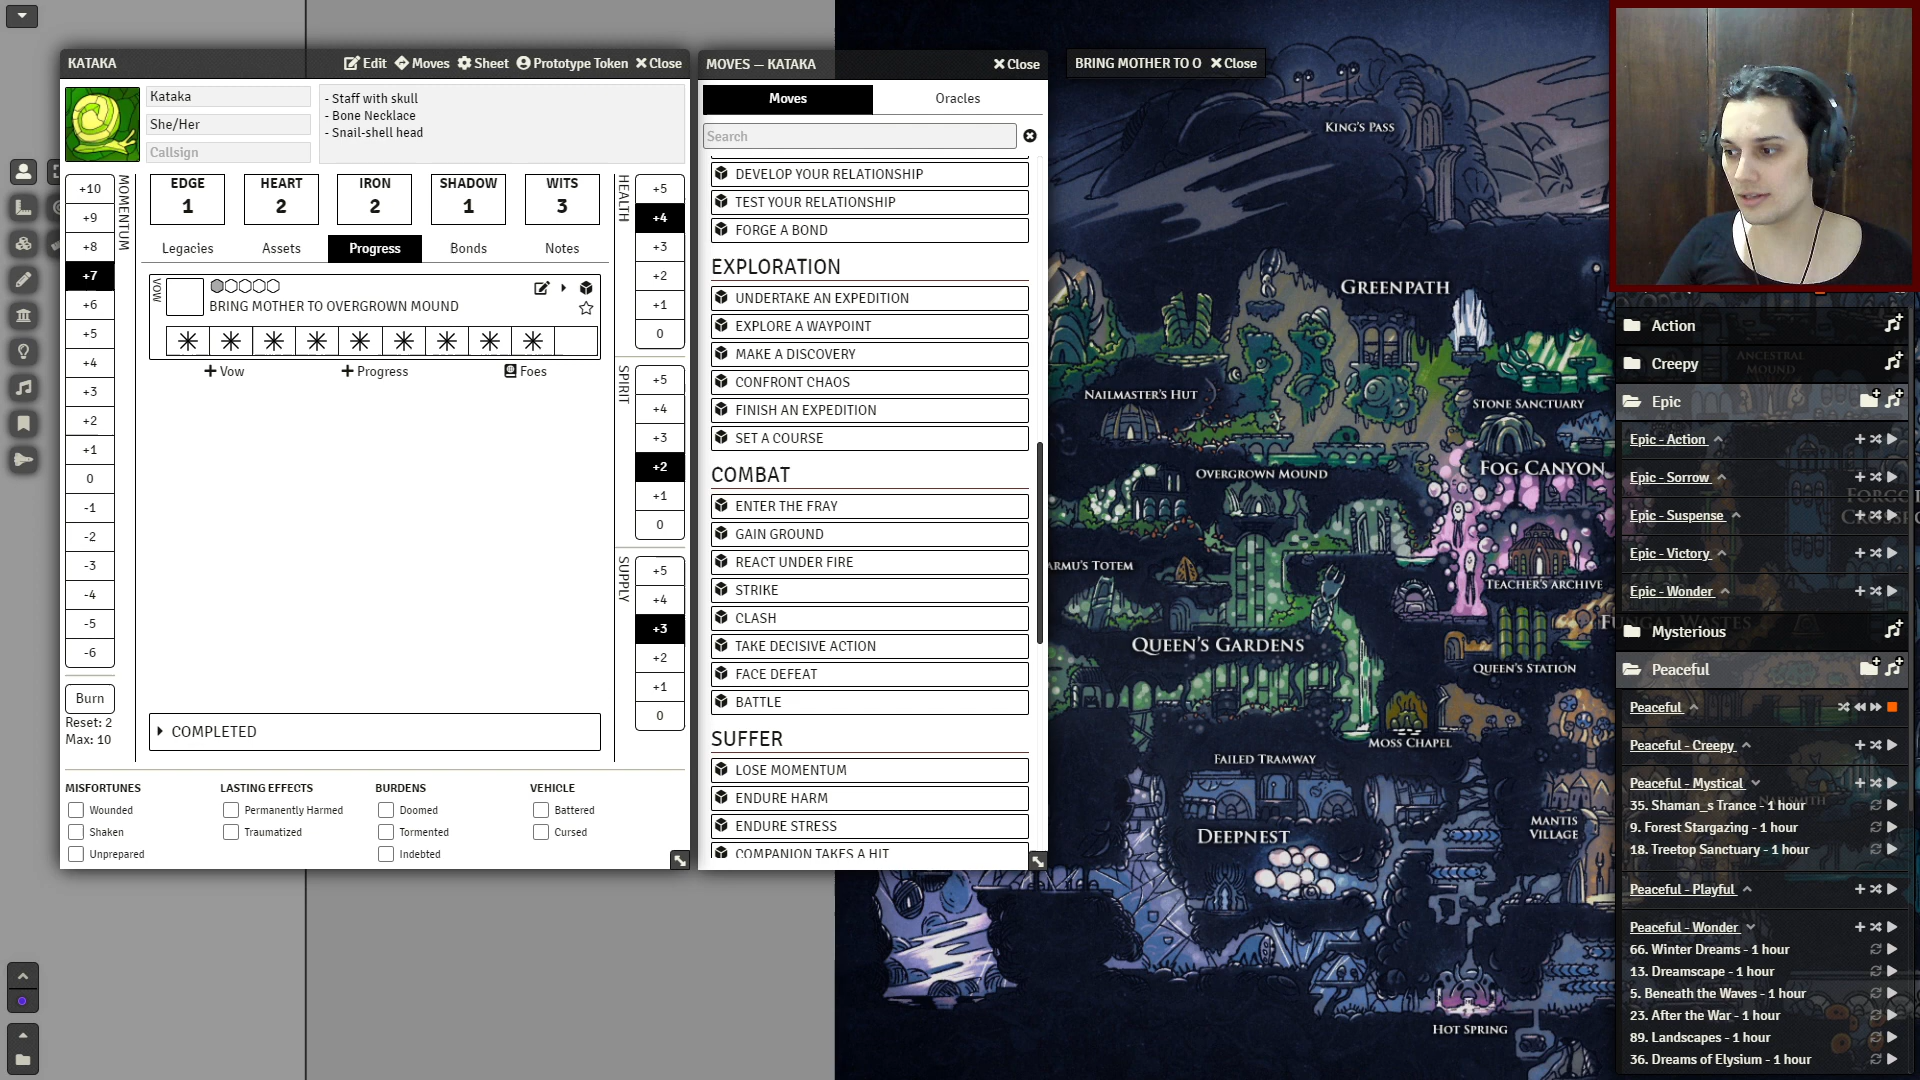 KATAKA
Edit Moves Sheet Prototype Token Close
Kataka
She/Her
Callsign
- Staff with skull
- Bone Necklace
- Snail-shell head
MOMENTUM
+10
+9
+8
+7
+6
+5
+4
+3
+2
+1
0
-1
-2
-3
-4
-5
-6
Burn
Reset: 2
Max: 10
EDGE
1
HEART
2
IRON
2
SHADOW
1
WITS
3
Legacies Assets Progress Bonds Notes
VOW
BRING MOTHER TO OVERGROWN MOUND
Vow Progress Foes
COMPLETED
HEALTH
+5
+4
+3
+2
+1
0
SPIRIT
+5
+4
+3
+2
+1
0
SUPPLY
+5
+4
+3
+2
+1
0
MISFORTUNES
Wounded
Shaken
Unprepared
LASTING EFFECTS
Permanently Harmed
Traumatized
BURDENS
Doomed
Tormented
Indebted
VEHICLE
Battered
Cursed
MOVES — KATAKA Close
Moves Oracles
Search
DEVELOP YOUR RELATIONSHIP
TEST YOUR RELATIONSHIP
FORGE A BOND
EXPLORATION
UNDERTAKE AN EXPEDITION
EXPLORE A WAYPOINT
MAKE A DISCOVERY
CONFRONT CHAOS
FINISH AN EXPEDITION
SET A COURSE
COMBAT
ENTER THE FRAY
GAIN GROUND
REACT UNDER FIRE
STRIKE
CLASH
TAKE DECISIVE ACTION
FACE DEFEAT
BATTLE
SUFFER
LOSE MOMENTUM
ENDURE HARM
ENDURE STRESS
COMPANION TAKES A HIT
BRING MOTHER TO O Close
KING'S PASS
GREENPATH
NAILMASTER'S HUT
STONE SANCTUARY
OVERGROWN MOUND
FOG CANYON
ARMU'S TOTEM
TEACHER'S ARCHIVE
QUEEN'S GARDENS
QUEEN'S STATION
MOSS CHAPEL
FAILED TRAMWAY
DEEPNEST
MANTIS
VILLAGE
HOT SPRING
ANCESTRAL
MOUND
FUNGAL WASTES
Action
Creepy
Epic
Epic - Action
Epic - Sorrow
Epic - Suspense
Epic - Victory
Epic - Wonder
Mysterious
Peaceful
Peaceful
Peaceful - Creepy
Peaceful - Mystical
35. Shaman_s Trance - 1 hour
9. Forest Stargazing - 1 hour
18. Treetop Sanctuary - 1 hour
Peaceful - Playful
Peaceful - Wonder
66. Winter Dreams - 1 hour
13. Dreamscape - 1 hour
5. Beneath the Waves - 1 hour
23. After the War - 1 hour
89. Landscapes - 1 hour
36. Dreams of Elysium - 1 hour